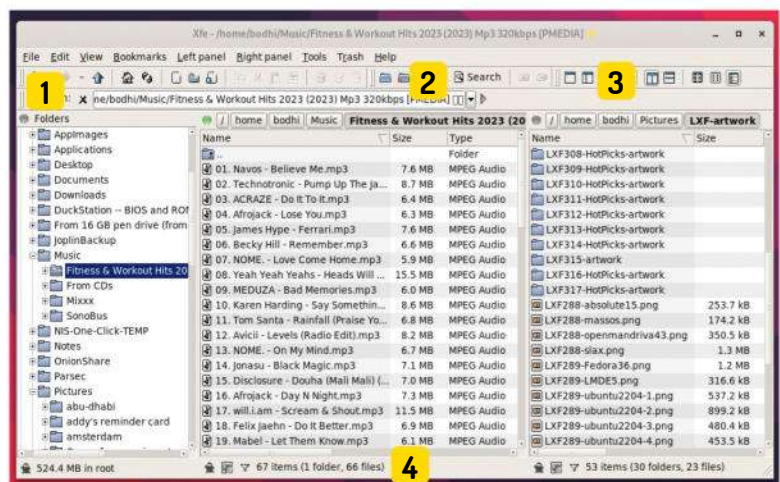 Xfe - /home/bodhi/Music/Fitness & Workout Hits 2023 (2023) Mp3 320kbps [PMEDIA]
File Edit View Bookmarks Left panel Right panel Tools Trash Help
1 2 Search 3
ne/bodhi/Music/Fitness & Workout Hits 2023 (2023) Mp3 320kbps
Folders / home bodhi Music Fitness & Workout Hits 2023 (20 / home bodhi Pictures LXF-artwork
AppImages Name Size Type Name Size
Applications .. Folder LXF308-HotPicks-artwork
Desktop 01. Navos - Believe Me.mp3 7.6 MB MPEG Audio LXF309-HotPicks-artwork
Documents 02. Technotronic - Pump Up The Ja... 8.7 MB MPEG Audio LXF310-HotPicks-artwork
Downloads 03. ACRAZE - Do It To It.mp3 6.4 MB MPEG Audio LXF311-HotPicks-artwork
DuckStation -- BIOS and ROM 04. Afrojack - Lose You.mp3 6.3 MB MPEG Audio LXF312-HotPicks-artwork
From 16 GB pen drive (from 05. James Hype - Ferrari.mp3 7.6 MB MPEG Audio LXF313-HotPicks-artwork
JoplinBackup 06. Becky Hill - Remember.mp3 6.6 MB MPEG Audio LXF314-HotPicks-artwork
Music 07. NOME. - Love Come Home.mp3 5.9 MB MPEG Audio LXF315-artwork
Fitness & Workout Hits 20 08. Yeah Yeah Yeahs - Heads Will ... 15.5 MB MPEG Audio LXF316-HotPicks-artwork
From CDs 09. MEDUZA - Bad Memories.mp3 6.0 MB MPEG Audio LXF317-HotPicks-artwork
Mixxx 10. Karen Harding - Say Somethin... 8.6 MB MPEG Audio LXF288-absolute15.png 253.7 kB
SonoBus 11. Tom Santa - Rainfall (Praise Yo... 6.8 MB MPEG Audio LXF288-massos.png 174.2 kB
NIS-One-Click-TEMP 12. Avicii - Levels (Radio Edit).mp3 8.2 MB MPEG Audio LXF288-openmandriva43.png 350.5 kB
Notes 13. NOME. - On My Mind.mp3 6.7 MB MPEG Audio LXF288-slax.png 1.3 MB
OnionShare 14. Jonasu - Black Magic.mp3 7.1 MB MPEG Audio LXF289-Fedora36.png 1.2 MB
Parsec 15. Disclosure - Douha (Mali Mali) (... 7.0 MB MPEG Audio LXF289-LMDE5.png 316.6 kB
Pictures 16. Afrojack - Day N Night.mp3 7.3 MB MPEG Audio LXF289-ubuntu2204-1.png 537.2 kB
abu-dhabi 17. will.i.am - Scream & Shout.mp3 11.5 MB MPEG Audio LXF289-ubuntu2204-2.png 899.2 kB
addy's reminder card 18. Felix Jaehn - Do It Better.mp3 6.9 MB MPEG Audio LXF289-ubuntu2204-3.png 480.4 kB
amsterdam 19. Mabel - Let Them Know.mp3 6.1 MB MPEG Audio LXF289-ubuntu2204-4.png 453.5 kB
524.4 MB in root 67 items (1 folder, 66 files) 4 53 items (30 folders, 23 files)